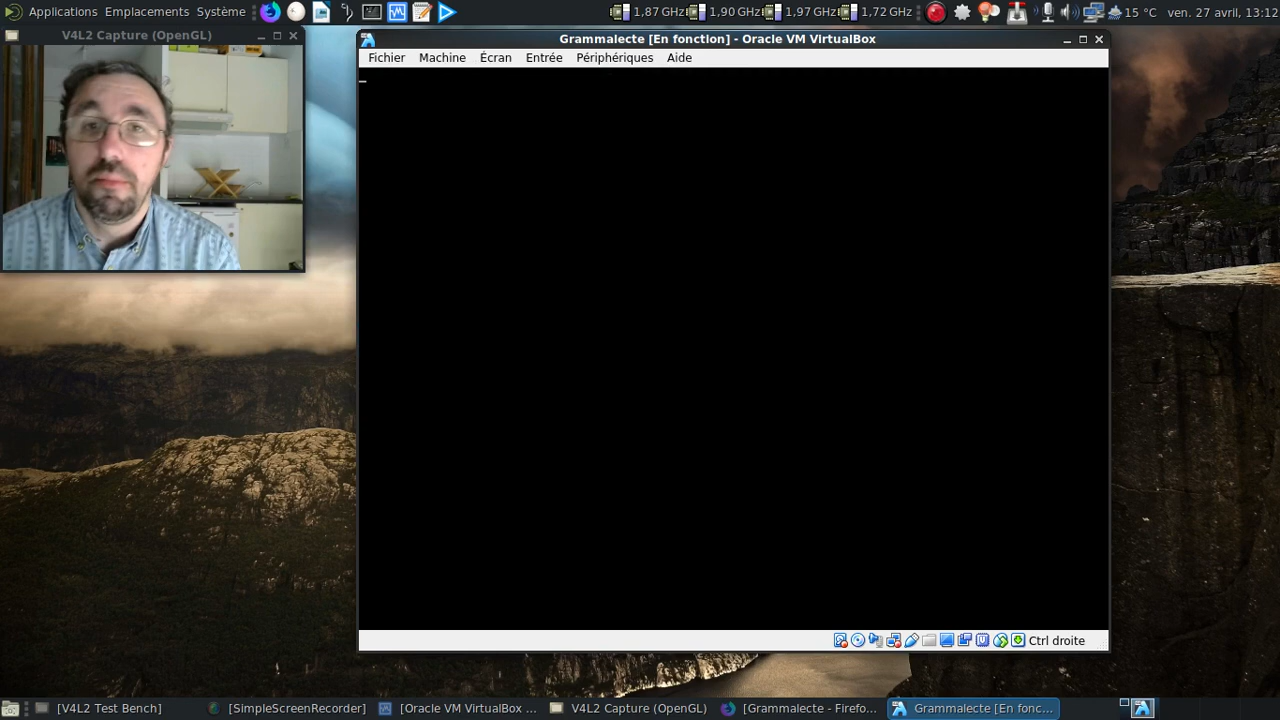 Applications Emplacements Système
1,87 GHz 1,90 GHz 1,97 GHz 1,72 GHz 15 °C ven. 27 avril, 13:12
V4L2 Capture (OpenGL)
Grammalecte [En fonction] - Oracle VM VirtualBox
Fichier Machine Écran Entrée Périphériques Aide
Ctrl droite
[V4L2 Test Bench] [SimpleScreenRecorder] [Oracle VM VirtualBox ... V4L2 Capture (OpenGL) [Grammalecte - Firefo... Grammalecte [En fonc...